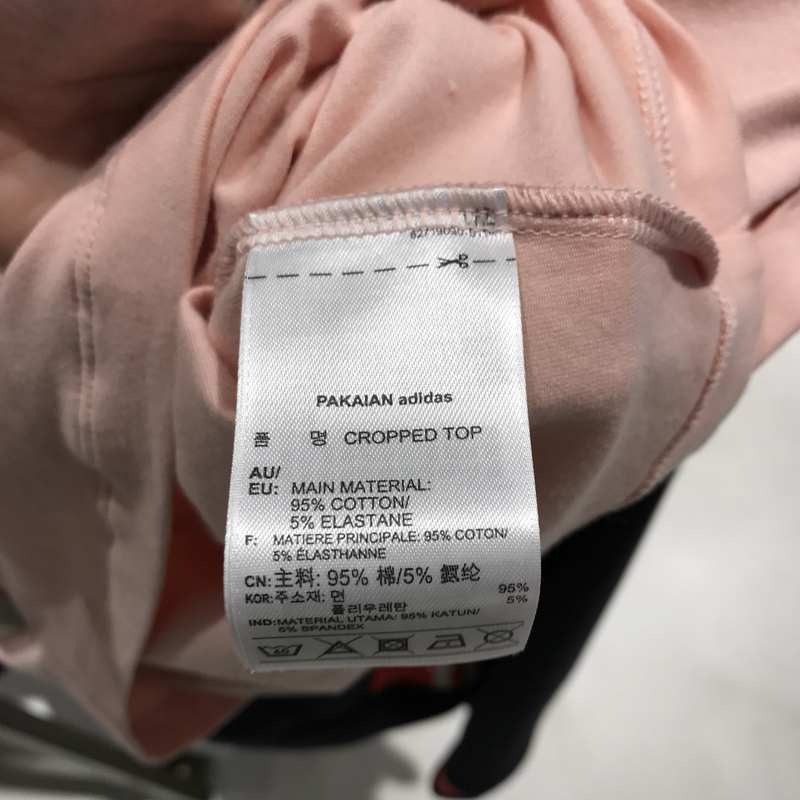 PAKAIAN adidas
품 명 CROPPED TOP
AU/
EU: MAIN MATERIAL:
95% COTTON/
5% ELASTANE
F: MATIERE PRINCIPALE: 95% COTON/
5% ÉLASTHANNE
CN: 主料: 95% 棉/5% 氨纶
KOR: 주소재: 면 95%
폴리우레탄 5%
IND: MATERIAL UTAMA: 95% KATUN/
5% SPANDEX